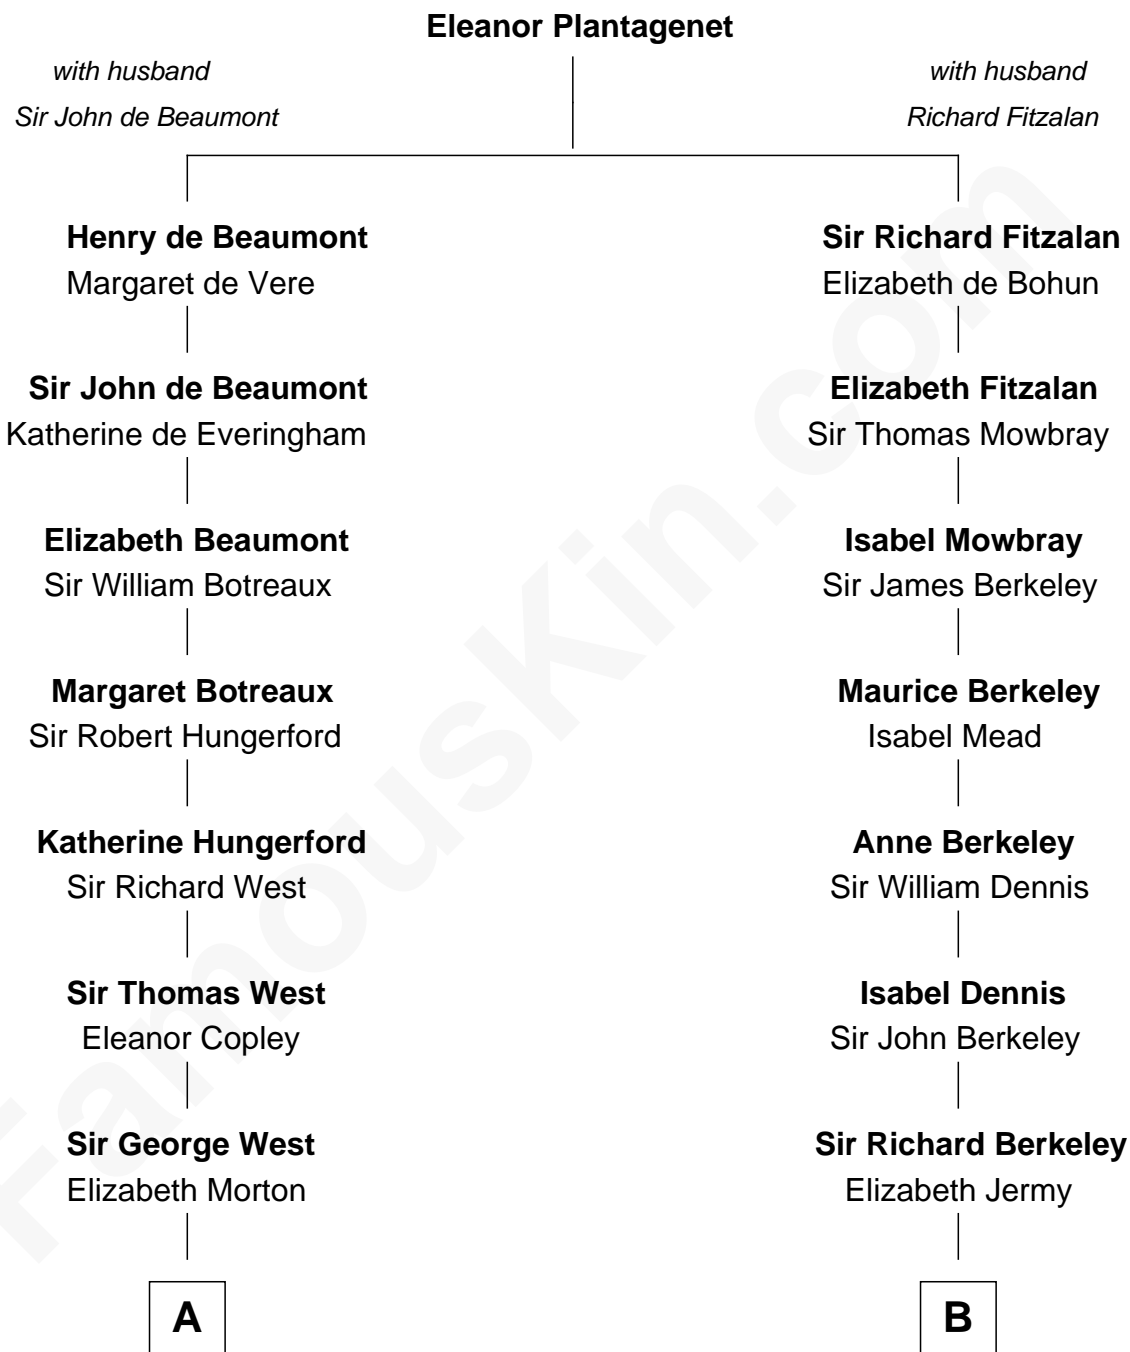 Eleanor Plantagenet
with husband
Sir John de Beaumont
with husband
Richard Fitzalan
Henry de Beaumont
Margaret de Vere
Sir Richard Fitzalan
Elizabeth de Bohun
Sir John de Beaumont
Katherine de Everingham
Elizabeth Fitzalan
Sir Thomas Mowbray
Elizabeth Beaumont
Sir William Botreaux
Isabel Mowbray
Sir James Berkeley
Margaret Botreaux
Sir Robert Hungerford
Maurice Berkeley
Isabel Mead
Katherine Hungerford
Sir Richard West
Anne Berkeley
Sir William Dennis
Sir Thomas West
Eleanor Copley
Isabel Dennis
Sir John Berkeley
Sir George West
Elizabeth Morton
Sir Richard Berkeley
Elizabeth Jermy
A
B
FamousKin.com